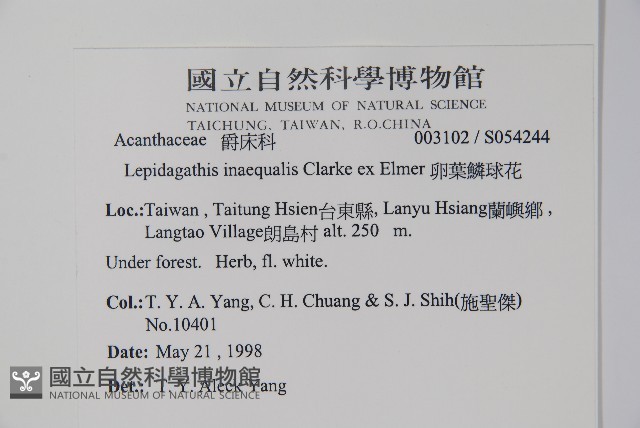 國立自然科學博物館
NATIONAL MUSEUM OF NATURAL SCIENCE
TAICHUNG, TAIWAN, R.O.CHINA
Acanthaceae 爵床科 003102 / S054244
Lepidagathis inaequalis Clarke ex Elmer 卵葉鱗球花
Loc.:Taiwan , Taitung Hsien台東縣, Lanyu Hsiang蘭嶼鄉 ,
Langtao Village朗島村 alt. 250 m.
Under forest. Herb, fl. white.
Col.: T. Y. A. Yang, C. H. Chuang & S. J. Shih(施聖傑)
No.10401
Date: May 21 , 1998
Det.: T. Y. Aleck Yang
國立自然科學博物館
NATIONAL MUSEUM OF NATURAL SCIENCE